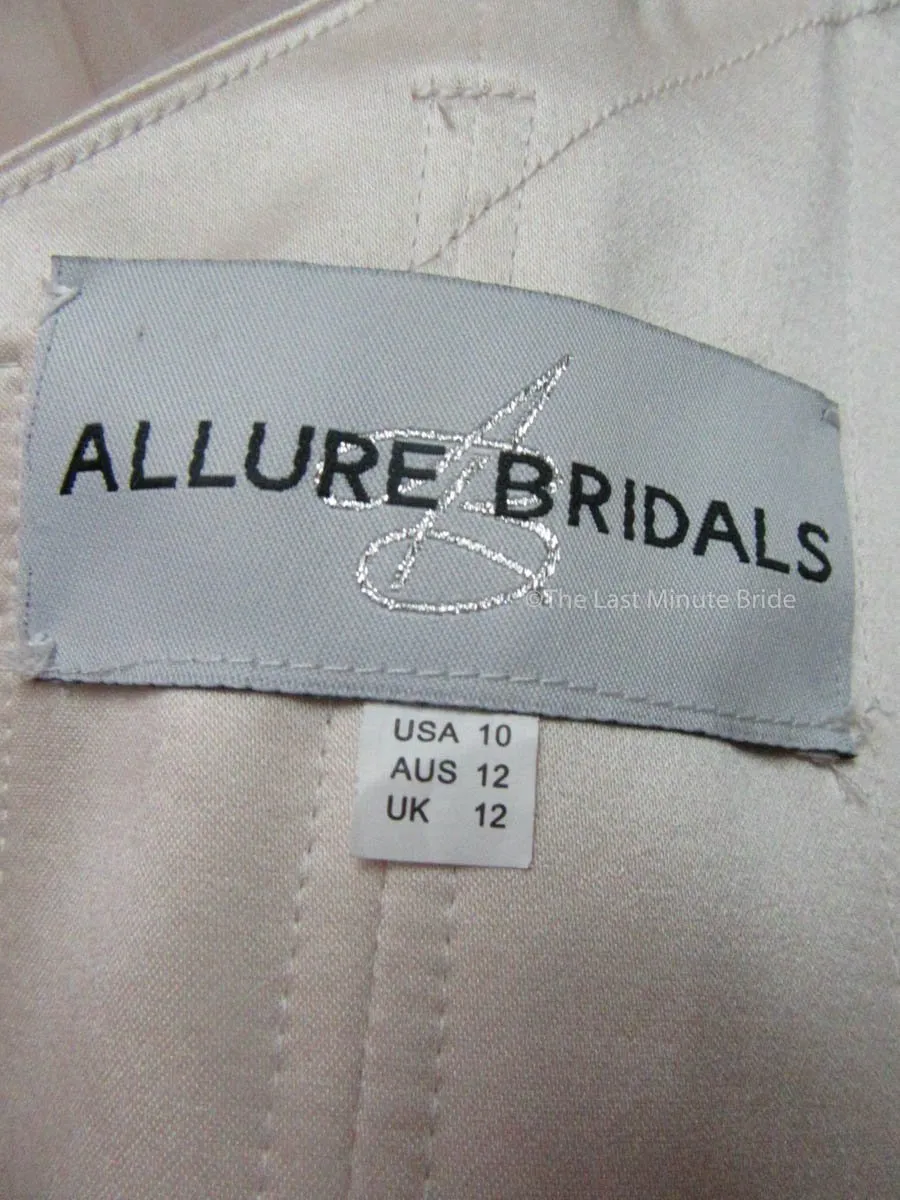 ALLURE BRIDALS
©The Last Minute Bride
USA 10
AUS 12
UK 12